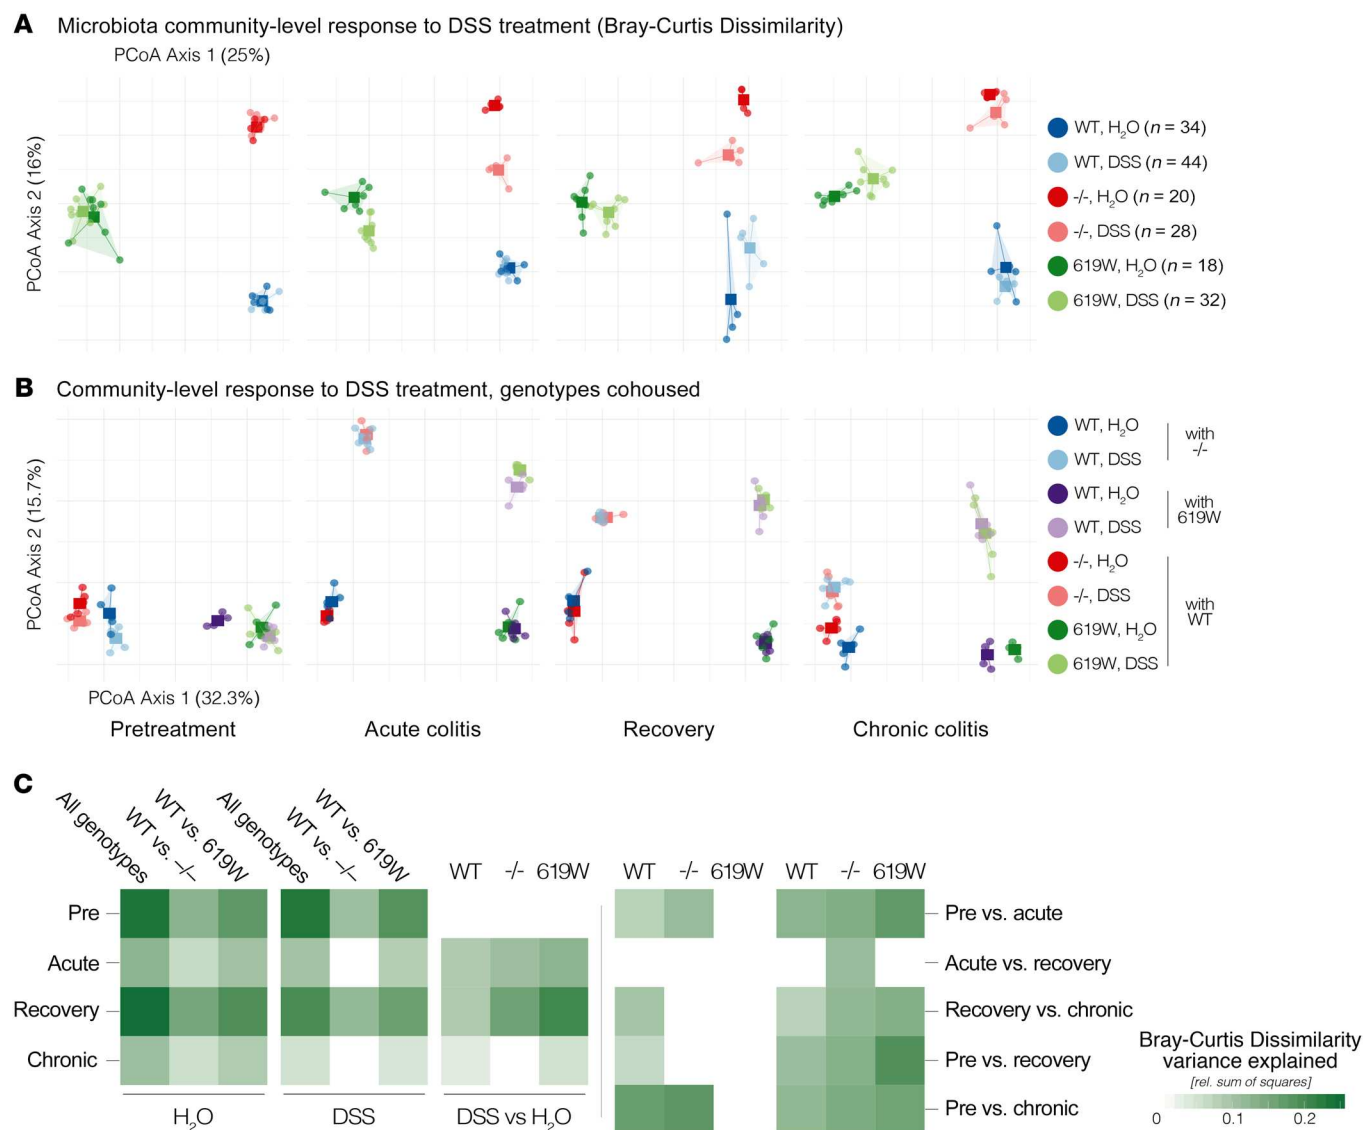 A Microbiota community-level response to DSS treatment (Bray-Curtis Dissimilarity)
PCoA Axis 1 (25%)
PCoA Axis 2 (16%)
WT, H₂O (n = 34)
WT, DSS (n = 44)
-/-, H₂O (n = 20)
-/-, DSS (n = 28)
619W, H₂O (n = 18)
619W, DSS (n = 32)
B Community-level response to DSS treatment, genotypes cohoused
PCoA Axis 2 (15.7%)
WT, H₂O
WT, DSS
with
-/-
WT, H₂O
WT, DSS
with
619W
-/-, H₂O
-/-, DSS
619W, H₂O
619W, DSS
with
WT
PCoA Axis 1 (32.3%)
Pretreatment
Acute colitis
Recovery
Chronic colitis
C
All genotypes
WT vs. -/-
WT vs. 619W
All genotypes
WT vs. -/-
WT vs. 619W
WT -/- 619W
WT -/- 619W
WT -/- 619W
Pre
Acute
Recovery
Chronic
H₂O
DSS
DSS vs H₂O
Pre vs. acute
Acute vs. recovery
Recovery vs. chronic
Pre vs. recovery
Pre vs. chronic
Bray-Curtis Dissimilarity
variance explained
[rel. sum of squares]
0 0.1 0.2